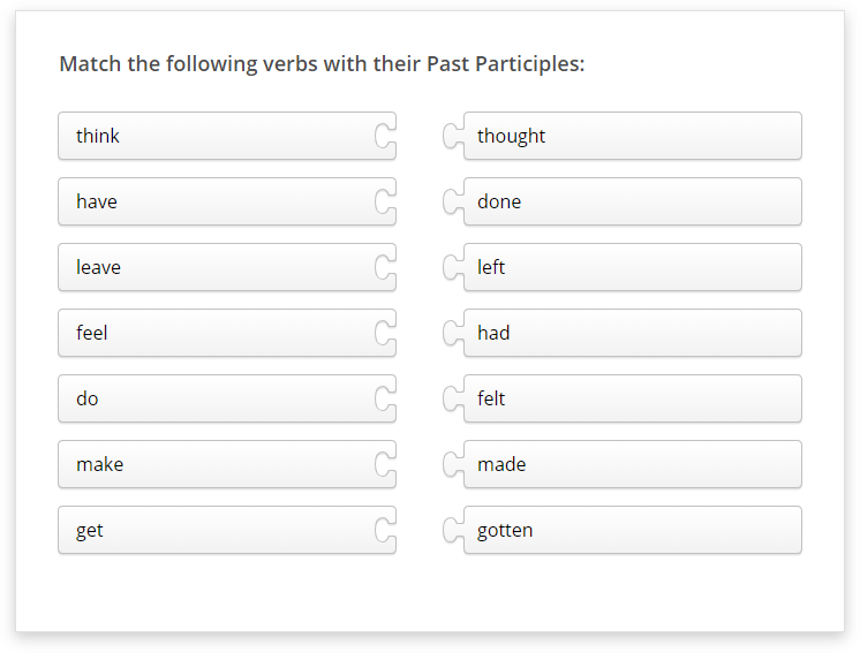 Match the following verbs with their Past Participles:
think thought
have done
leave left
feel had
do felt
make made
get gotten